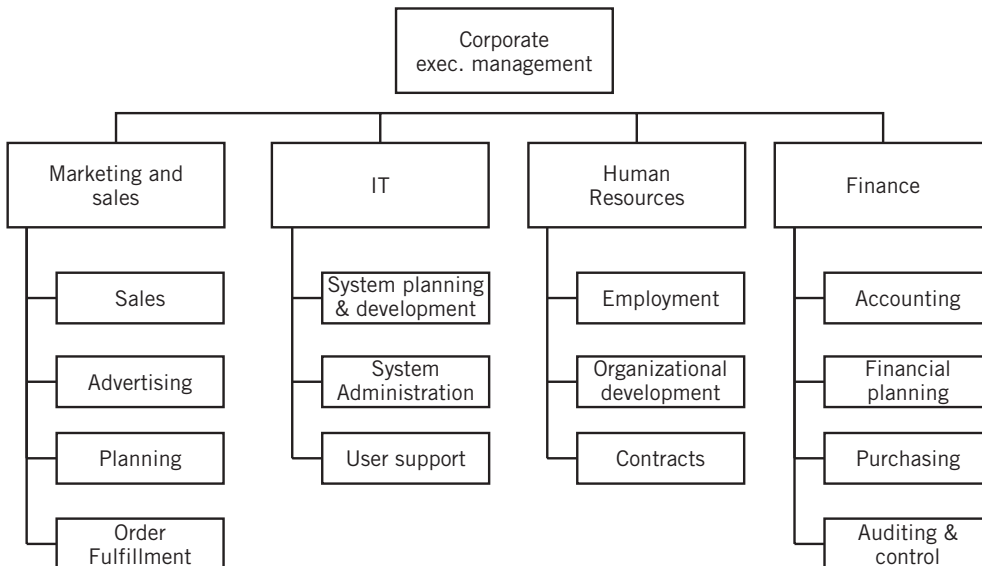 Corporate
exec. management
Marketing and
sales
IT
Human
Resources
Finance
Sales
System planning
& development
Employment
Accounting
Advertising
System
Administration
Organizational
development
Financial
planning
Planning
User support
Contracts
Purchasing
Order
Fulfillment
Auditing &
control